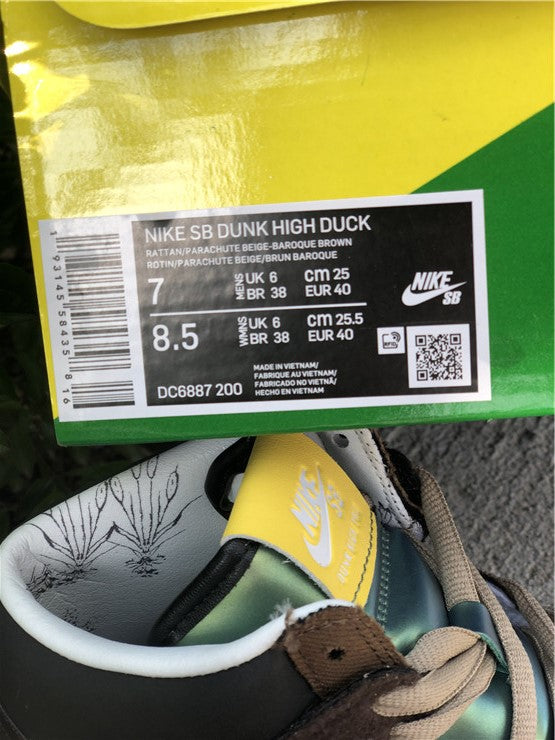 NIKE SB DUNK HIGH DUCK
RATTAN/PARACHUTE BEIGE-BAROQUE BROWN
ROTIN/PARACHUTE BEIGE/BRUN BAROQUE
7 MENS UK 6 CM 25
BR 38 EUR 40
8.5 WMNS UK 6 CM 25.5
BR 38 EUR 40
NIKE
SB
RFID
MADE IN VIETNAM/
FABRIQUE AU VIETNAM/
FABRICADO NO VIETNÃ/
HECHO EN VIETNAM
DC6887 200
1 93145 58435 8 16
NIKE
SB